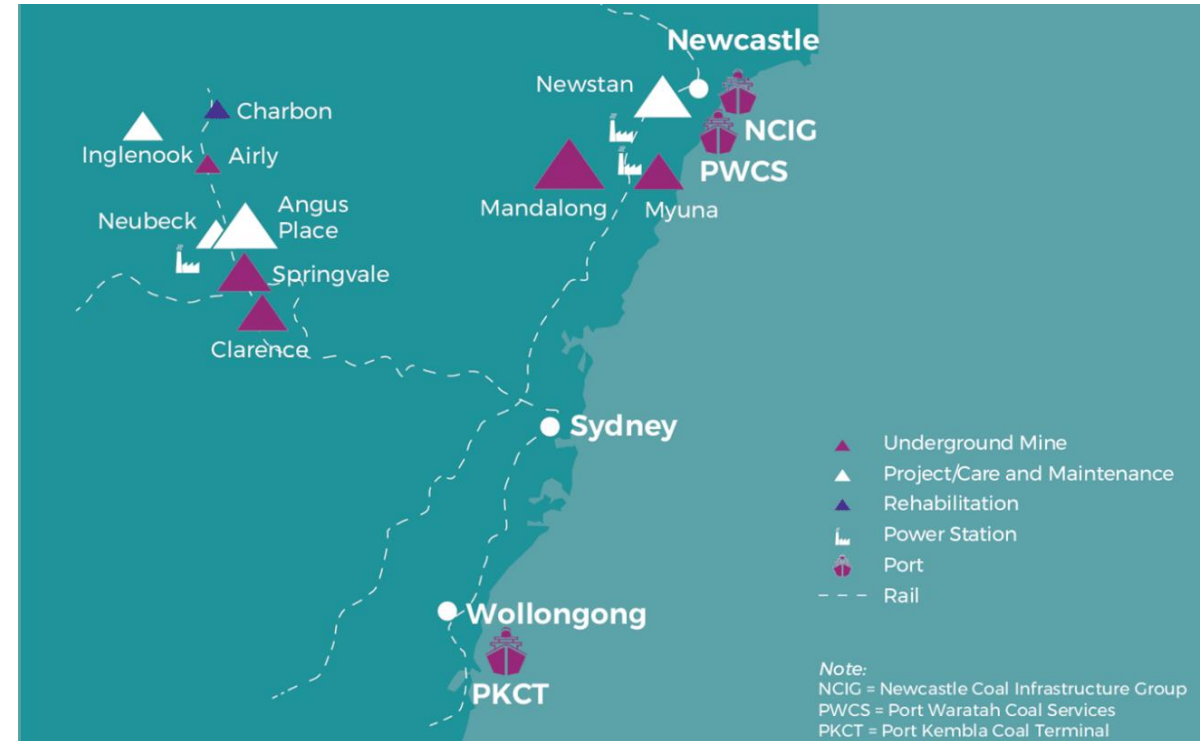 Newcastle
Newstan
NCIG
PWCS
Charbon
Inglenook
Airly
Mandalong
Myuna
Neubeck
Angus
Place
Springvale
Clarence
Sydney
Wollongong
PKCT
Underground Mine
Project/Care and Maintenance
Rehabilitation
Power Station
Port
Rail
Note:
NCIG = Newcastle Coal Infrastructure Group
PWCS = Port Waratah Coal Services
PKCT = Port Kembla Coal Terminal